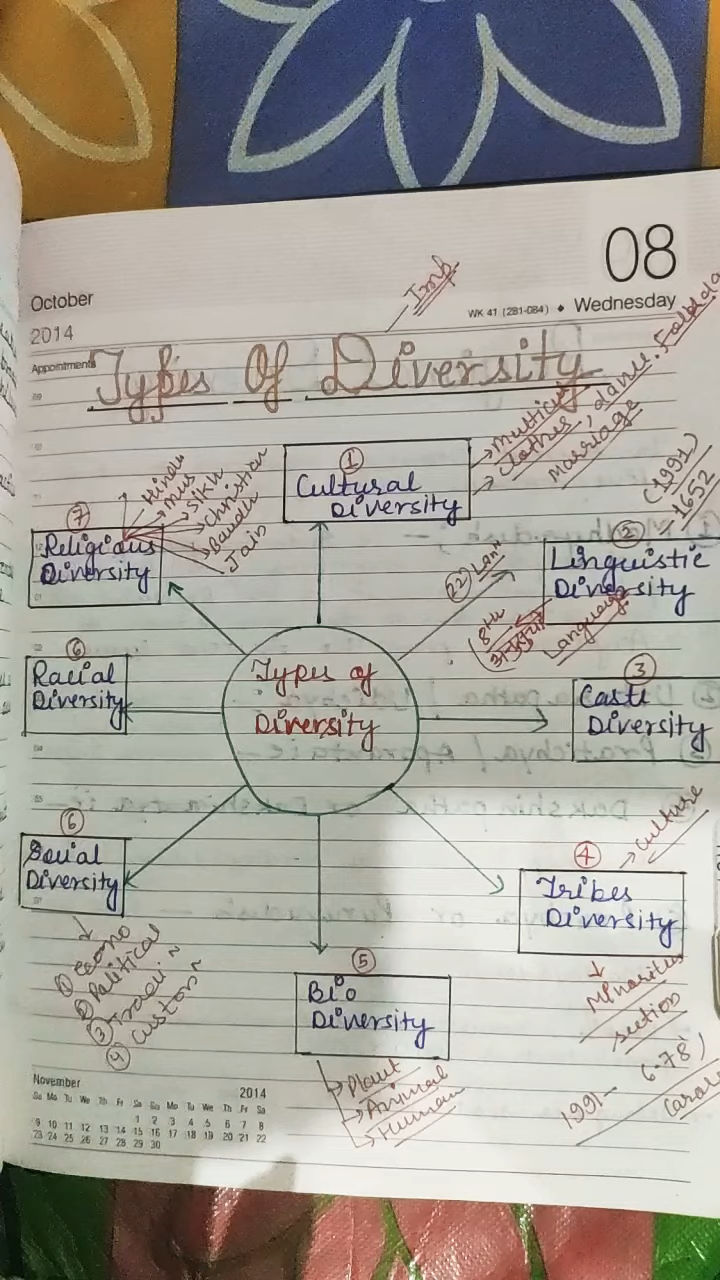 October
08
2014
WK 41 (281-084) • Wednesday
Imp.
Appointments
Types Of Diversity
①
Cultural
Diversity
→ Multicult
→ Clothes, dance,
Marriage
⑦
Religious
Diversity
Hindu
Mus
Sikh
Christian
Baudh
Jain
(1991)
= 1652
②
Linguistic
Diversity
Languages
(22) Lanⁿ
8th
Types of
Diversity
⑥
Racial
Diversity
③
Caste
Diversity
⑥
Social
Diversity
① Econo
② Political
③ Tradi. ~
④ Custom ~
④
Tribes
Diversity
→ Culture
Minorities
section
1991- 6.78)
⑤
Bio
Diversity
→ Plant
→ Animal
→ Human
November 2014
Su Mo Tu We Th Fr Sa Su Mo Tu We Th Fr Sa
1 2 3 4 5 6 7 8
9 10 11 12 13 14 15 16 17 18 19 20 21 22
23 24 25 26 27 28 29 30